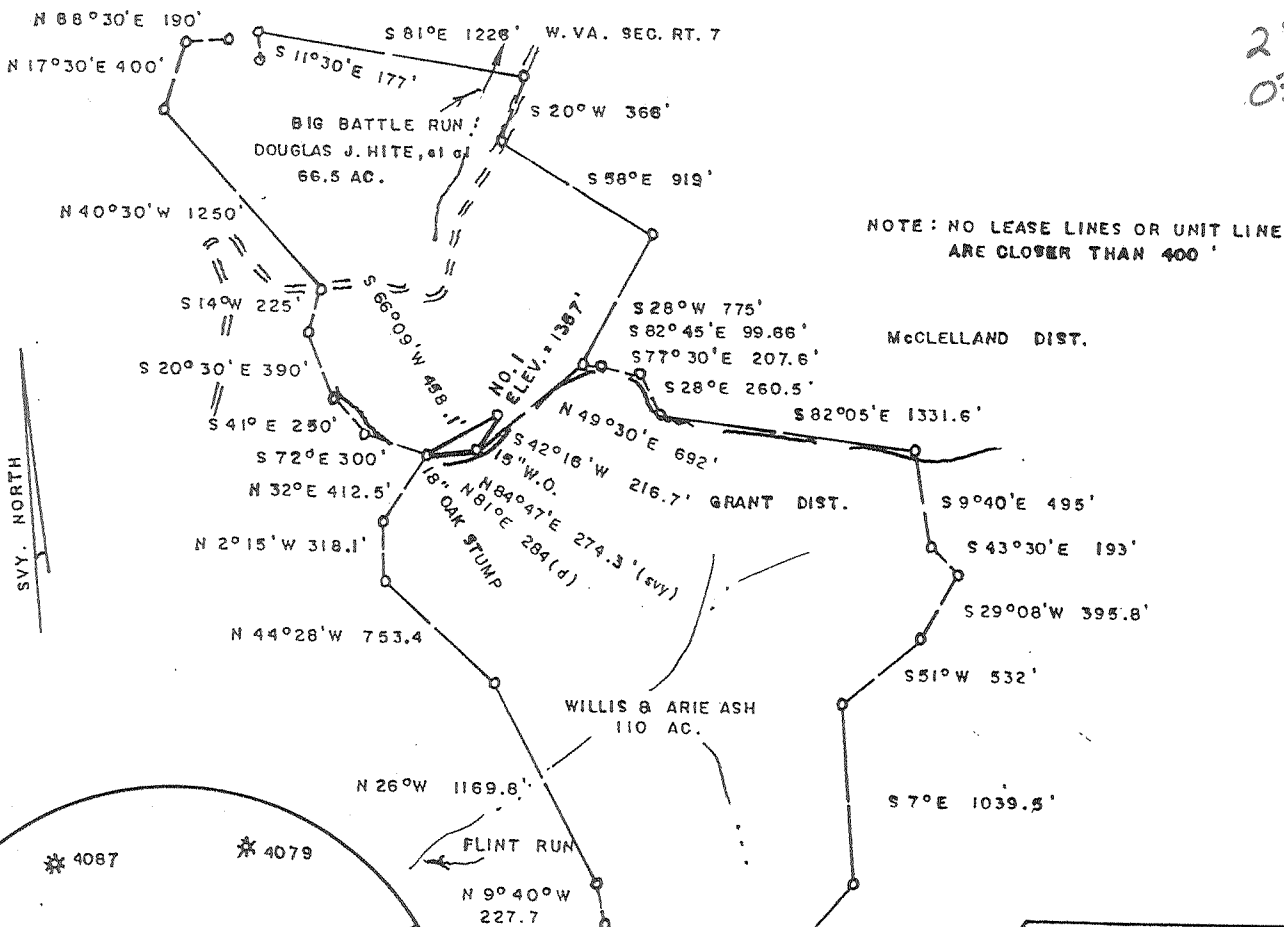 N 88°30'E 190'
S 81°E 1226' W. VA. SEC. RT. 7
N 17°30'E 400'
S 11°30'E 177'
S 20°W 366'
BIG BATTLE RUN
DOUGLAS J. HITE, et al
66.5 AC.
S 58°E 919'
N 40°30'W 1250'
NOTE: NO LEASE LINES OR UNIT LINE
ARE CLOSER THAN 400'
S 14°W 225'
S 66°09'W 458.1'
NO. 1
ELEV. = 1357'
S 28°W 775'
S 82°45'E 99.66'
McCLELLAND DIST.
S 77°30'E 207.6'
S 20°30'E 390'
S 28°E 260.5'
S 82°05'E 1331.6'
S 41°E 250'
N 49°30'E 692'
S 72°E 300'
S 42°16'W 216.7'
15" W.O.
GRANT DIST.
N 32°E 412.5'
18" OAK STUMP
N 84°47'E 274.3' (svy)
N 81°E 284(d)
S 9°40'E 495'
N 2°15'W 318.1'
S 43°30'E 193'
SVY. NORTH
S 29°08'W 395.8'
N 44°28'W 753.4
S 51°W 532'
WILLIS & ARIE ASH
110 AC.
N 26°W 1169.8'
S 7°E 1039.5'
4087
4079
FLINT RUN
N 9°40°W
227.7